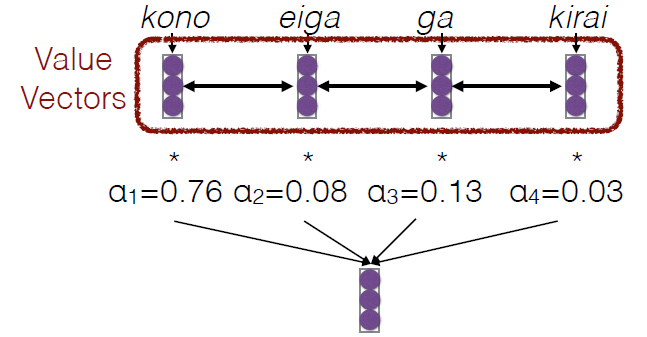 kono eiga ga kirai
Value
Vectors
* * * *
α₁=0.76 α₂=0.08 α₃=0.13 α₄=0.03